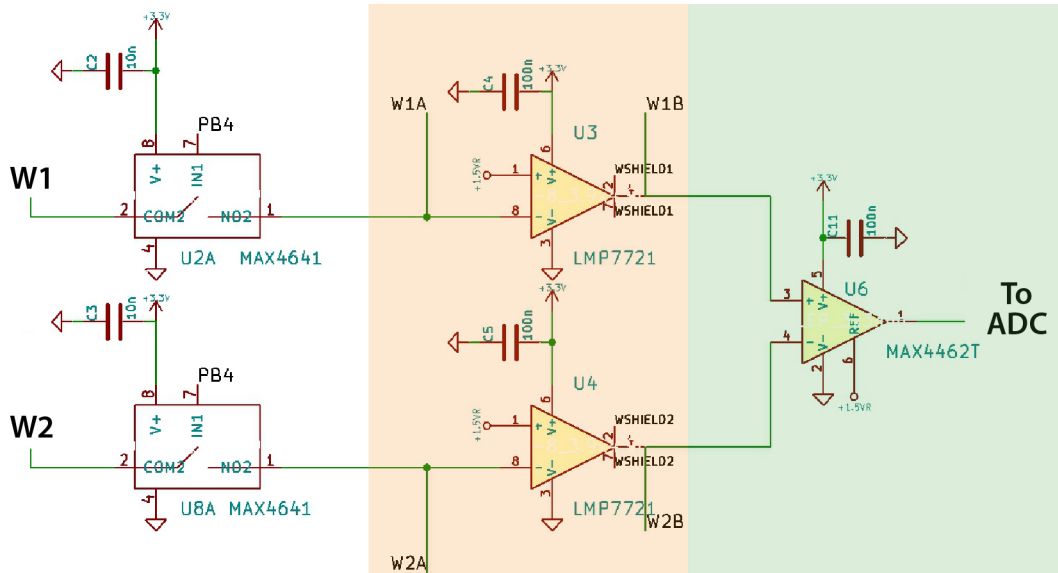 +3.3V
C2
10n
PB4
8
7
V+
IN1
W1
2
COM2
NO2
1
4
U2A MAX4641
W1A
+3.3V
C4
100n
W1B
U3
6
+1.5VR
1
+
V+
2
WSHIELD1
4
7
WSHIELD1
8
-
V-
3
LMP7721
+3.3V
C3
10n
PB4
8
7
V+
IN1
W2
2
COM2
NO2
1
4
U8A MAX4641
+3.3V
C5
100n
U4
6
+1.5VR
1
+
V+
2
WSHIELD2
4
7
WSHIELD2
8
-
V-
3
LMP7721
W2A
W2B
+3.3V
C11
100n
5
U6
3
+
V+
REF
1
4
-
V-
2
6
MAX4462T
+1.5VR
To
ADC